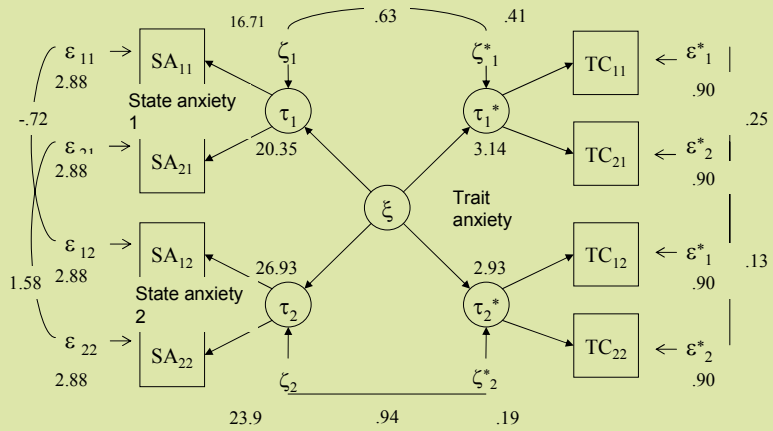 16.71 .63 .41
ε₁₁ SA₁₁ ζ₁ ζ*₁ TC₁₁ ε*₁
2.88 .90
State anxiety
1
-.72 τ₁ τ₁* .25
ε₂₁ SA₂₁ 20.35 3.14 TC₂₁ ε*₂
2.88 .90
ξ Trait
anxiety
ε₁₂ SA₁₂ 26.93 2.93 TC₁₂ ε*₁
2.88 .90
1.58 .13
State anxiety
2
τ₂ τ₂*
ε₂₂ SA₂₂ TC₂₂ ε*₂
2.88 ζ₂ ζ*₂ .90
23.9 .94 .19